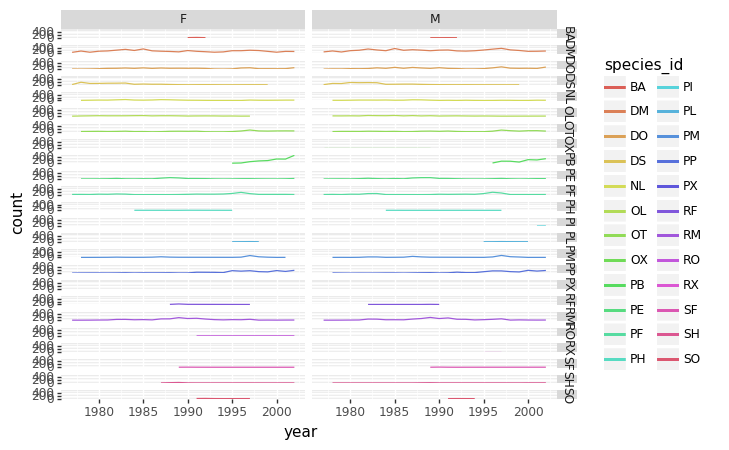 F M
count
BA
DM
DO
DS
NL
OL
OT
OX
PB
PE
PF
PH
PI
PL
PM
PP
PX
RF
RM
RO
RX
SF
SH
SO
1980 1985 1990 1995 2000 1980 1985 1990 1995 2000
year
species_id
BA PI
DM PL
DO PM
DS PP
NL PX
OL RF
OT RM
OX RO
PB RX
PE SF
PF SH
PH SO